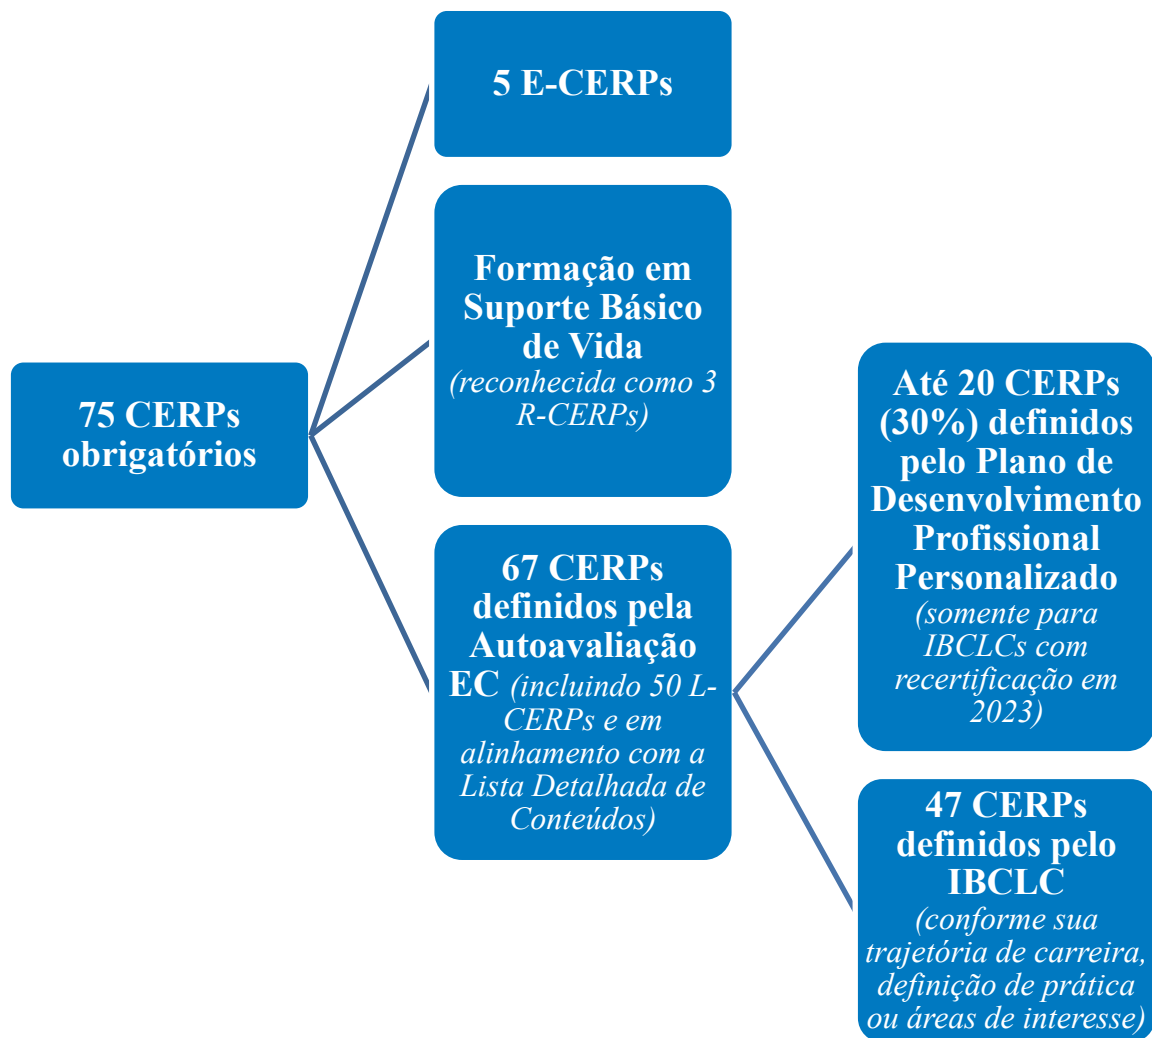 5 E-CERPs
Formação em
Suporte Básico
de Vida
(reconhecida como 3
R-CERPs)
75 CERPs
obrigatórios
67 CERPs
definidos pela
Autoavaliação
EC (incluindo 50 L-
CERPs e em
alinhamento com a
Lista Detalhada de
Conteúdos)
Até 20 CERPs
(30%) definidos
pelo Plano de
Desenvolvimento
Profissional
Personalizado
(somente para
IBCLCs com
recertificação em
2023)
47 CERPs
definidos pelo
IBCLC
(conforme sua
trajetória de carreira,
definição de prática
ou áreas de interesse)